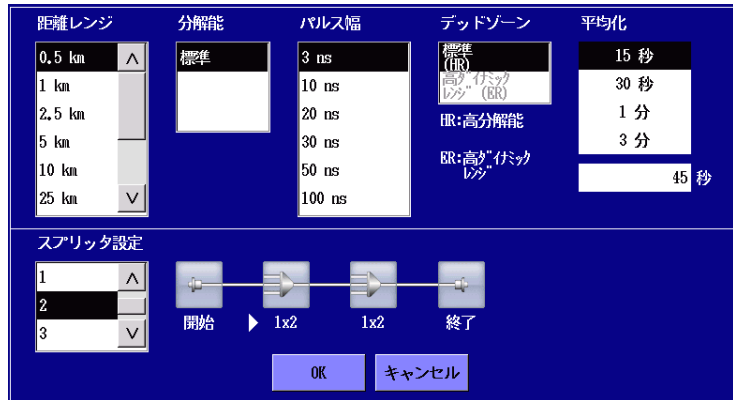 距離レンジ
分解能
パルス幅
デッドゾーン
平均化
0.5 km
1 km
2.5 km
5 km
10 km
25 km
標準
3 ns
10 ns
20 ns
30 ns
50 ns
100 ns
標準
(HR)
高ダイナミック
レンジ (ER)
HR:高分解能
ER:高ダイナミック
レンジ
15 秒
30 秒
1 分
3 分
45 秒
スプリッタ設定
1
2
3
開始
1x2
1x2
終了
OK
キャンセル